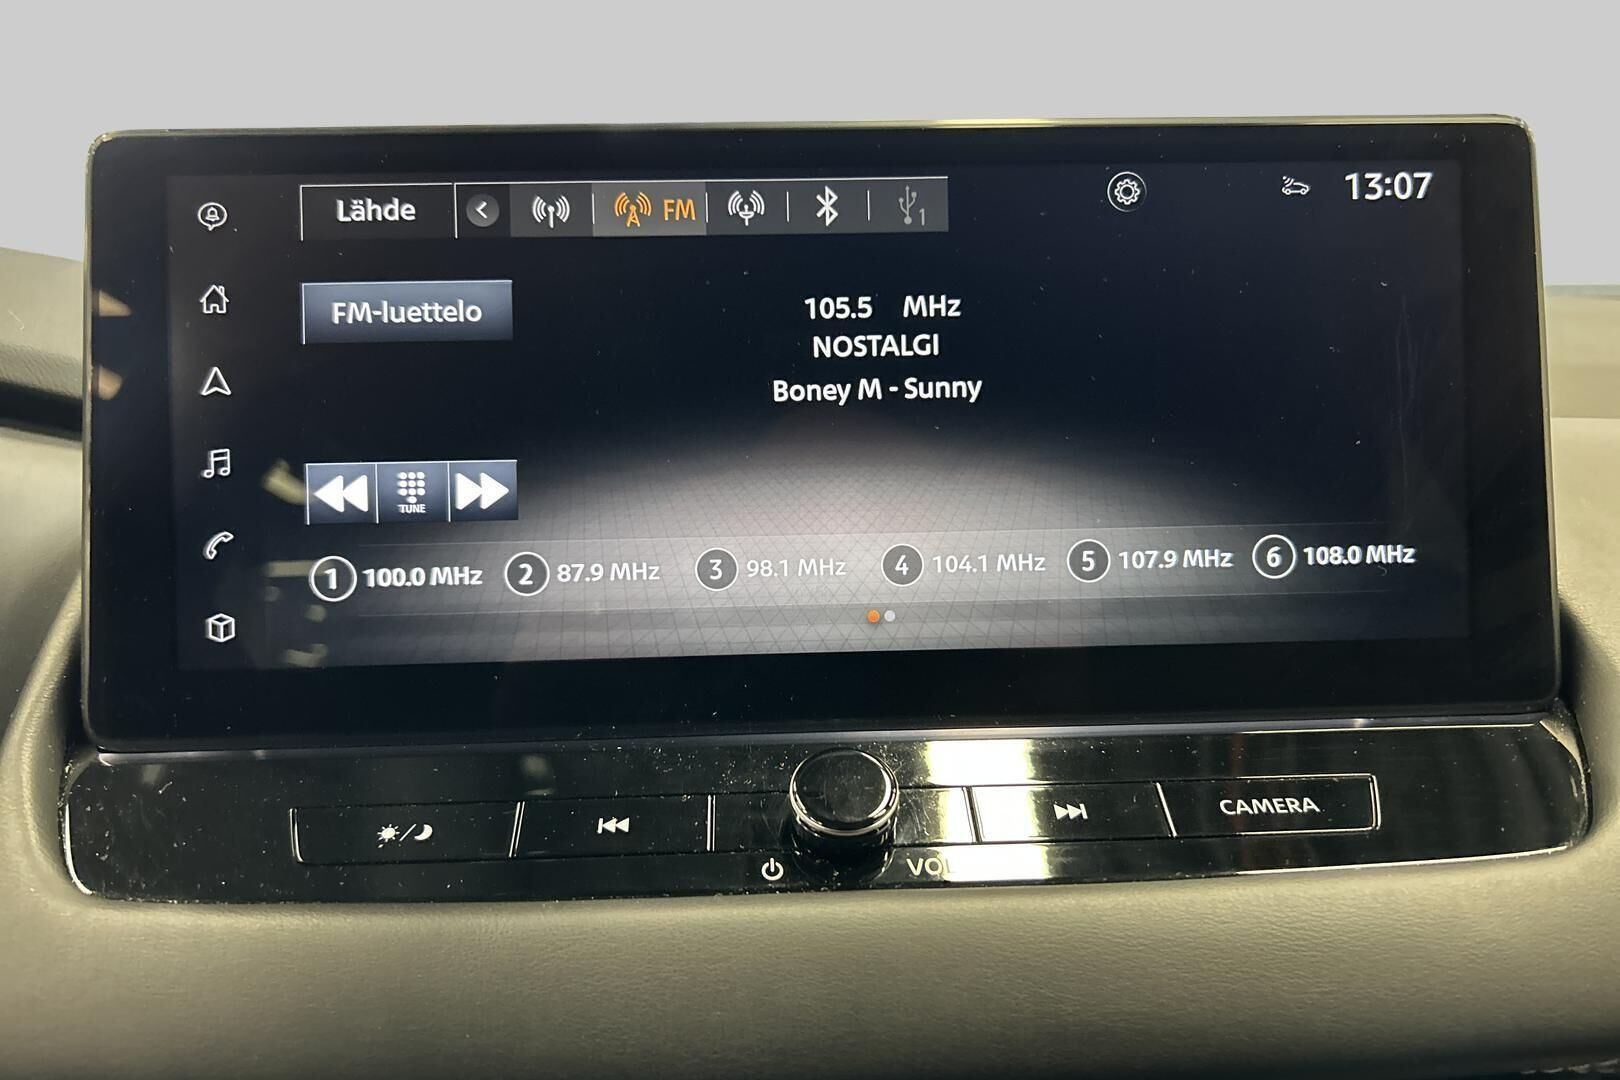 Lähde FM 13:07
1
FM-luettelo
105.5 MHz
NOSTALGI
Boney M - Sunny
TUNE
1 100.0 MHz 2 87.9 MHz 3 98.1 MHz 4 104.1 MHz 5 107.9 MHz 6 108.0 MHz
CAMERA
VOL